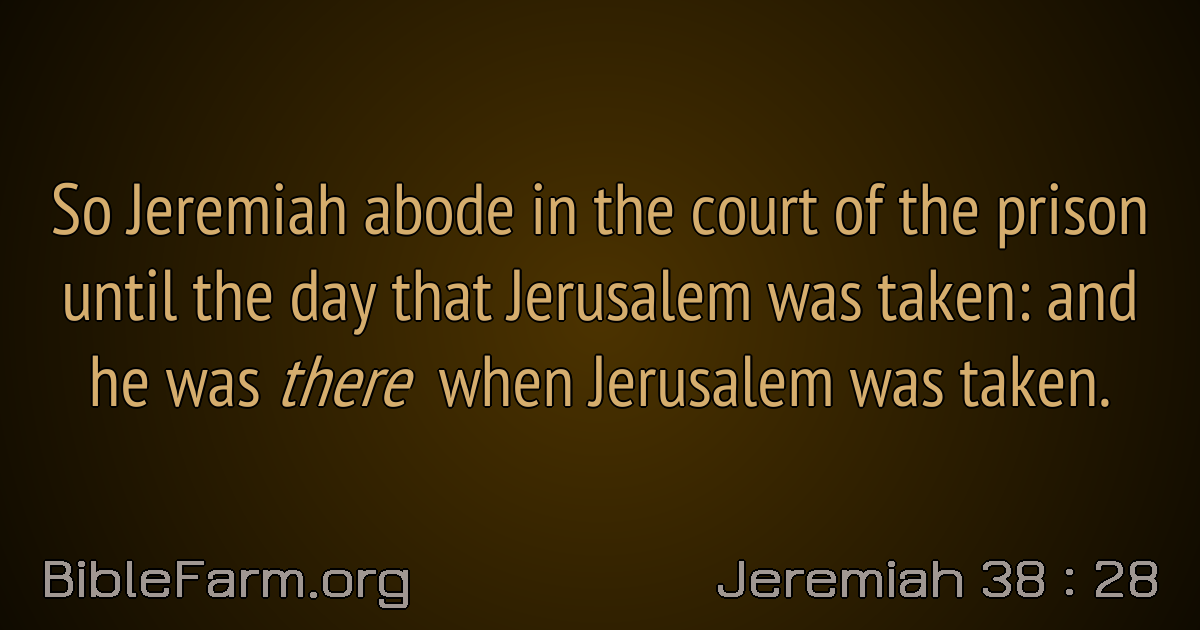 So Jeremiah abode in the court of the prison
until the day that Jerusalem was taken: and
he was there when Jerusalem was taken.
BibleFarm.org
Jeremiah 38 : 28